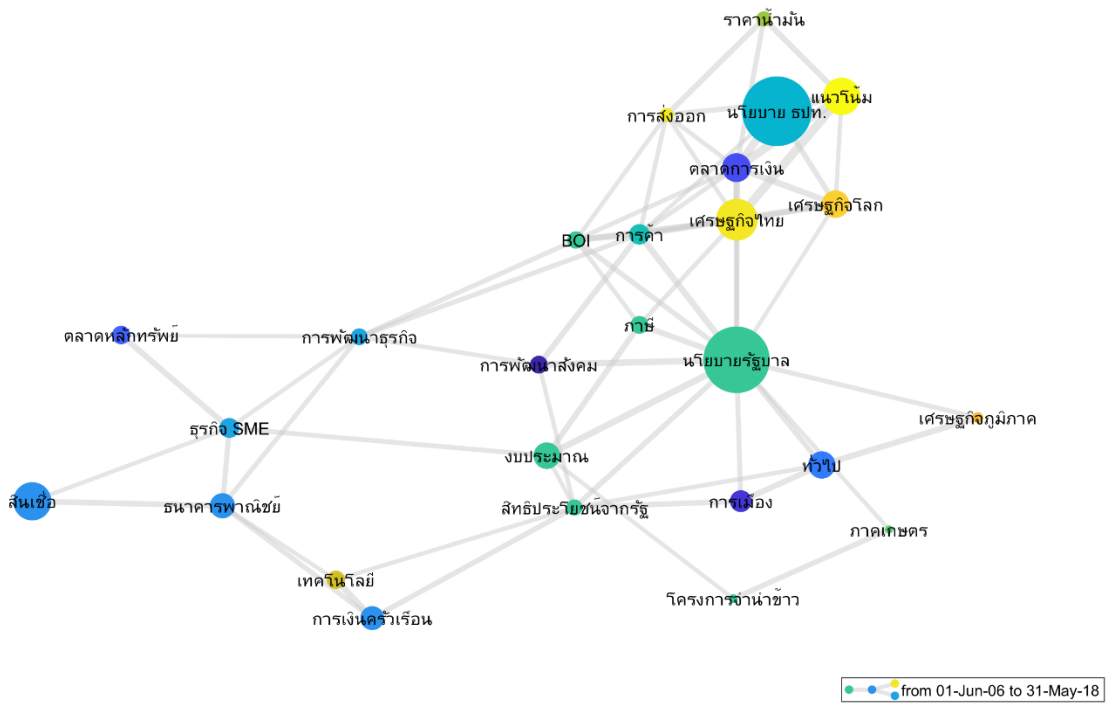 ราคาน้ำมัน
แนวโน้ม
นโยบาย ธปท.
การส่งออก
ตลาดการเงิน
เศรษฐกิจโลก
เศรษฐกิจไทย
BOI
การค้า
ภาษี
ตลาดหลักทรัพย์
การพัฒนาธุรกิจ
การพัฒนาสังคม
นโยบายรัฐบาล
เศรษฐกิจภูมิภาค
ธุรกิจ SME
งบประมาณ
ทั่วไป
สินเชื่อ
ธนาคารพาณิชย์
สิทธิประโยชน์จากรัฐ
การเมือง
ภาคเกษตร
เทคโนโลยี
โครงการจำนำข้าว
การเงินครัวเรือน
from 01-Jun-06 to 31-May-18